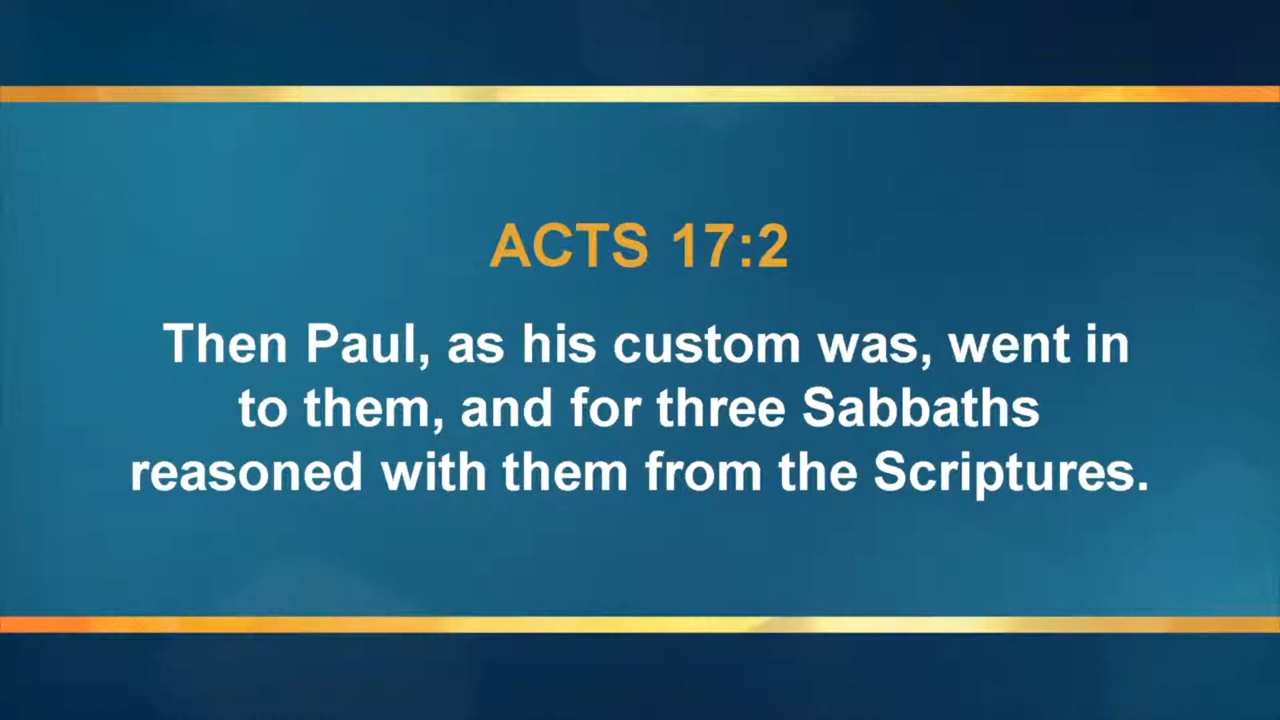 ACTS 17:2
Then Paul, as his custom was, went in
to them, and for three Sabbaths
reasoned with them from the Scriptures.